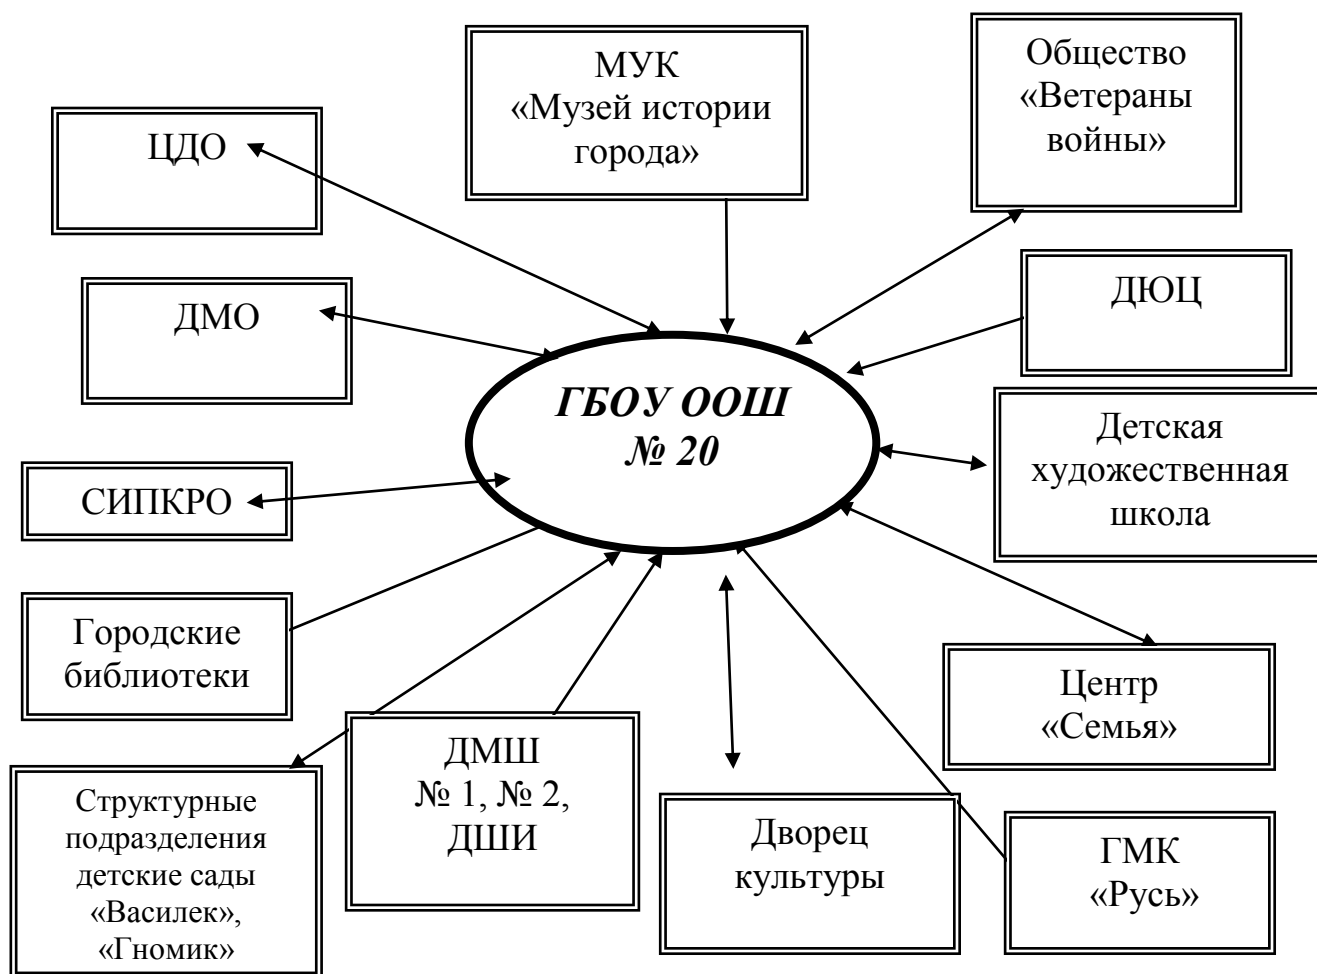 МУК
«Музей истории
города»
Общество
«Ветераны
войны»
ЦДО
ДЮЦ
ДМО
ГБОУ ООШ
№ 20
Детская
художественная
школа
СИПКРО
Городские
библиотеки
Центр
«Семья»
ДМШ
№ 1, № 2,
ДШИ
Структурные
подразделения
детские сады
«Василек»,
«Гномик»
Дворец
культуры
ГМК
«Русь»